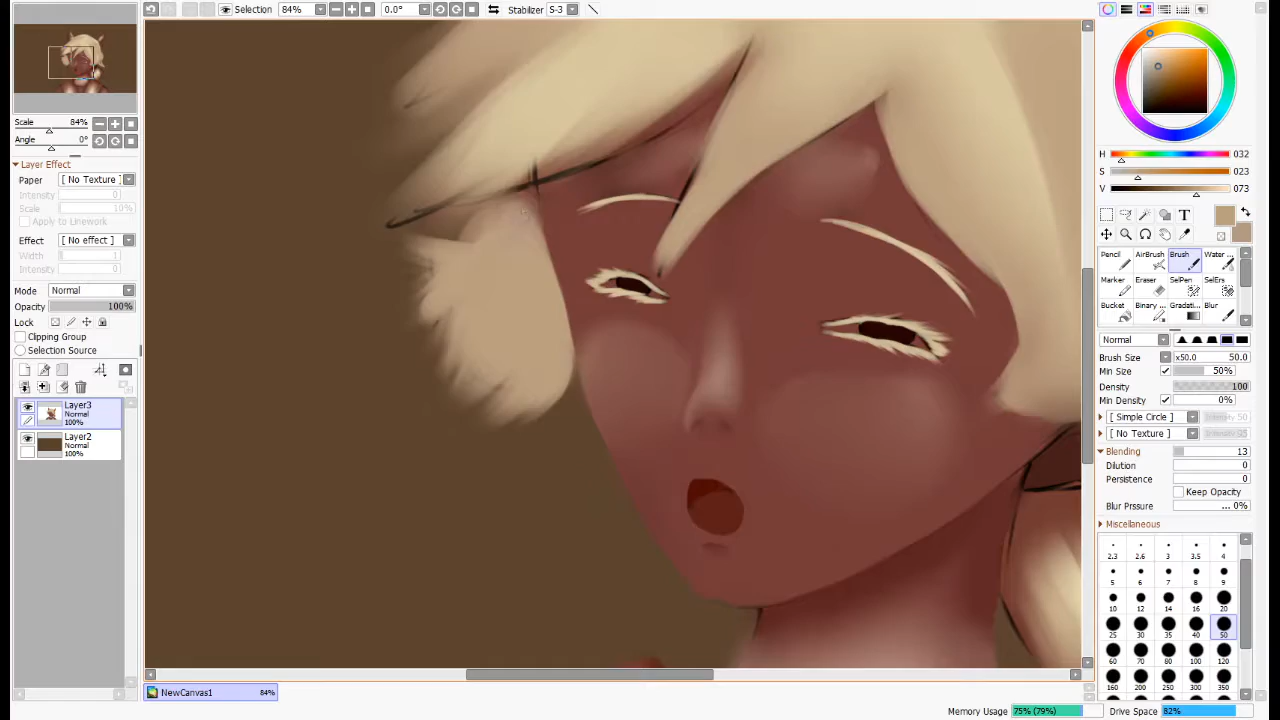 Selection 84% 0.0° Stabilizer S-3
Scale 84%
Angle 0°
Layer Effect
Paper [ No Texture ]
Intensity 0
Scale 10%
Apply to Linework
Effect [ No effect ]
Width 1
Intensity
Mode Normal
Opacity 100%
Lock
Clipping Group
Selection Source
Layer3
Normal
100%
Layer2
Normal
100%
NewCanvas1 84%
H 032
S 023
V 073
T
Pencil AirBrush Brush Water
Marker Eraser SelPen SelErs
Bucket Binary Gradati Blur
Normal
Brush Size x50.0 50.0
Min Size 50%
Density 100
Min Density 0%
[ Simple Circle ] Intensity 50
[ No Texture ] Intensity 95
Blending 13
Dilution 0
Persistence 0
Keep Opacity
Blur Prssure ... 0%
Miscellaneous
2.3 2.6 3 3.5 4
5 6 7 8 9
10 12 14 16 20
25 30 35 40 50
60 70 80 100 120
160 200 250 300 350
Memory Usage 75% (79%) Drive Space 82%